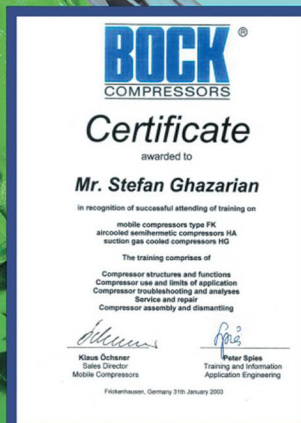 BOCK ®
COMPRESSORS
Certificate
awarded to
Mr. Stefan Ghazarian
in recognition of successful attending of training on
mobile compressors type FK
aircooled semihermetic compressors HA
suction gas cooled compressors HG
The training comprises of
Compressor structures and functions
Compressor use and limits of application
Compressor troubleshooting and analyses
Service and repair
Compressor assembly and dismantling
Klaus Öchsner
Sales Director
Mobile Compressors
Peter Spies
Training and Information
Application Engineering
Frickenhausen, Germany 31th January 2003